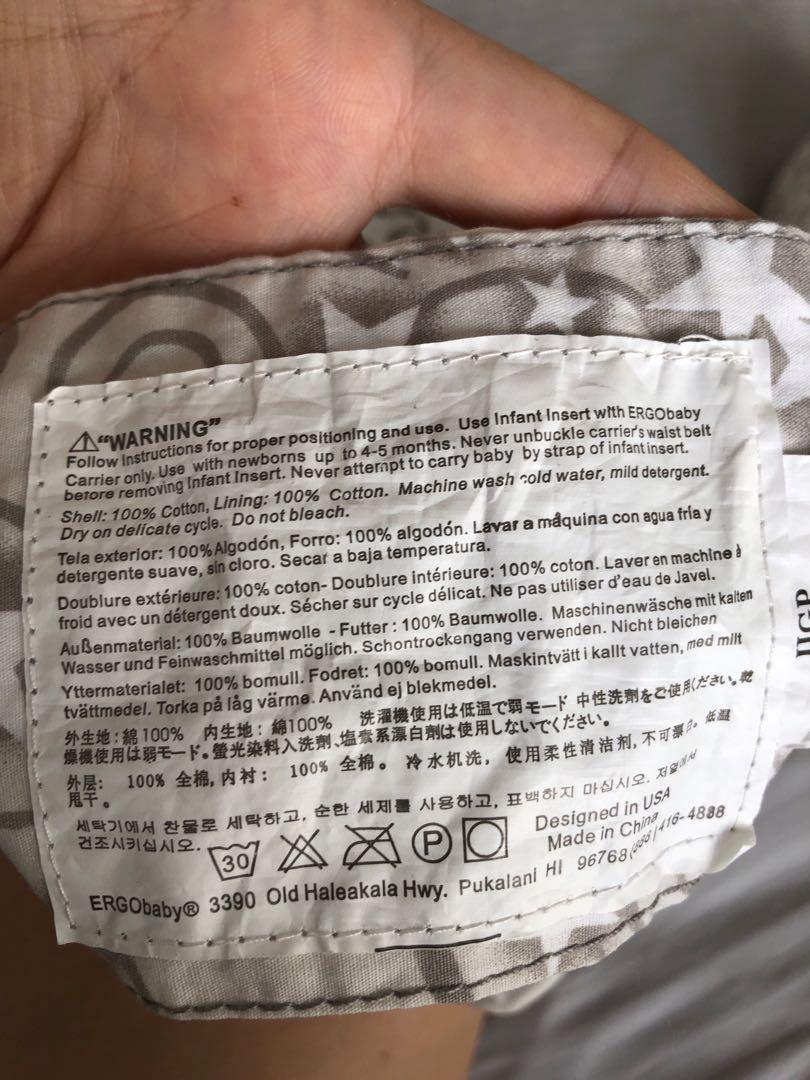 ⚠"WARNING"
Follow Instructions for proper positioning and use. Use Infant Insert with ERGObaby
Carrier only. Use with newborns up to 4-5 months. Never unbuckle carrier's waist belt
before removing Infant Insert. Never attempt to carry baby by strap of infant insert.
Shell: 100% Cotton, Lining: 100% Cotton. Machine wash cold water, mild detergent.
Dry on delicate cycle. Do not bleach.
Tela exterior: 100%Algodón, Forro: 100% algodón. Lavar a máquina con agua fría y
detergente suave, sin cloro. Secar a baja temperatura.
Doublure extérieure: 100% coton- Doublure intérieure: 100% coton. Laver en machine à
froid avec un détergent doux. Sécher sur cycle délicat. Ne pas utiliser d'eau de Javel.
Außenmaterial: 100% Baumwolle - Futter : 100% Baumwolle. Maschinenwäsche mit kalten
Wasser und Feinwaschmittel möglich. Schontrockengang verwenden. Nicht bleichen
Yttermaterialet: 100% bomull. Fodret: 100% bomull. Maskintvätt i kallt vatten, med milt
tvättmedel. Torka på låg värme. Använd ej blekmedel.
外生地：綿100% 内生地：綿100% 洗濯機使用は低温で弱モード 中性洗剤をご使用ください。乾
燥機使用は弱モード。螢光染料入洗劑、塩素系漂白剤は使用しないでください。
外层： 100% 全棉，内衬： 100% 全棉。 冷水机洗， 使用柔性清洁剂，不可漂白。低温
甩干。
세탁기에서 찬물로 세탁하고, 순한 세제를 사용하고, 표백하지 마십시오. 저열에서
건조시키십시오.
30 P
Designed in USA
Made in China
ERGObaby® 3390 Old Haleakala Hwy. Pukalani HI 96768 416-4888